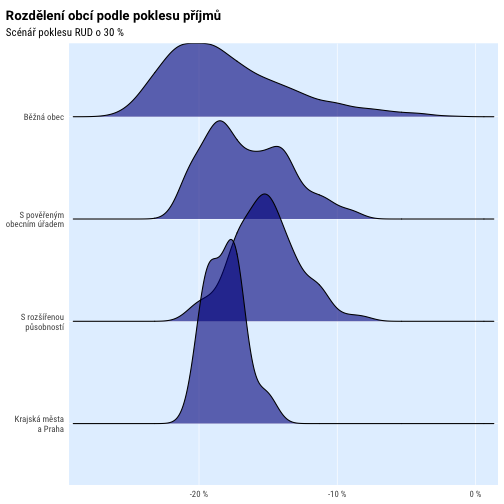 Rozdělení obcí podle poklesu příjmů
Scénář poklesu RUD o 30 %
Běžná obec
S pověřeným
obecním úřadem
S rozšířenou
působností
Krajská města
a Praha
-20 %
-10 %
0 %